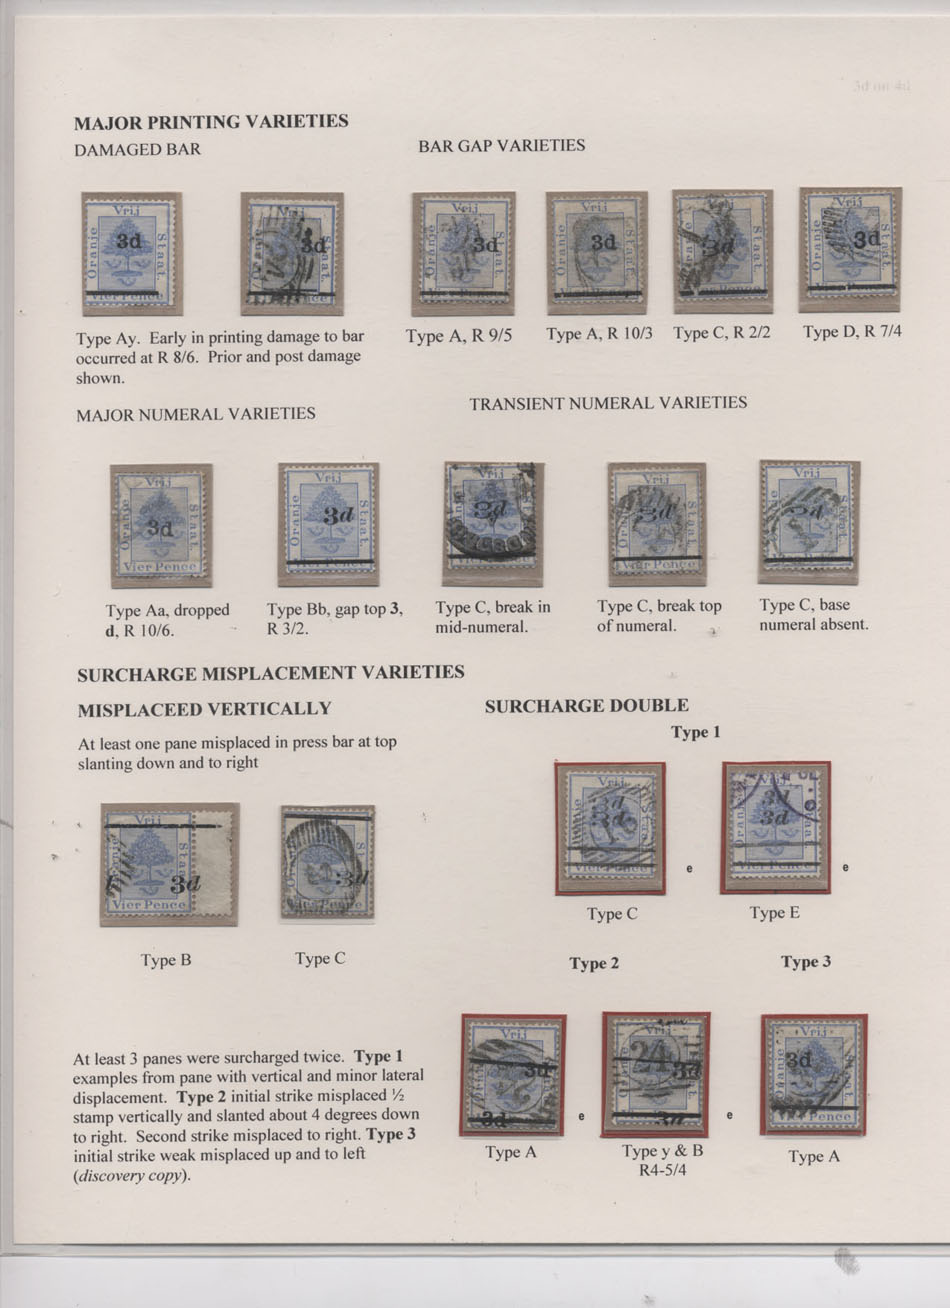 3d on 4d
MAJOR PRINTING VARIETIES
DAMAGED BAR
BAR GAP VARIETIES
Vrij
Oranje
Staat.
3d
Vier Pence
Type Ay. Early in printing damage to bar
occurred at R 8/6. Prior and post damage
shown.
Type A, R 9/5
Type A, R 10/3
Type C, R 2/2
Type D, R 7/4
MAJOR NUMERAL VARIETIES
TRANSIENT NUMERAL VARIETIES
Type Aa, dropped
d, R 10/6.
Type Bb, gap top 3,
R 3/2.
Type C, break in
mid-numeral.
Type C, break top
of numeral.
Type C, base
numeral absent.
SURCHARGE MISPLACEMENT VARIETIES
MISPLACEED VERTICALLY
SURCHARGE DOUBLE
Type 1
At least one pane misplaced in press bar at top
slanting down and to right
e
e
Type C
Type E
Type B
Type C
Type 2
Type 3
At least 3 panes were surcharged twice. Type 1
examples from pane with vertical and minor lateral
displacement. Type 2 initial strike misplaced ½
stamp vertically and slanted about 4 degrees down
to right. Second strike misplaced to right. Type 3
initial strike weak misplaced up and to left
(discovery copy).
24
e
e
Type A
Type y & B
R4-5/4
Type A